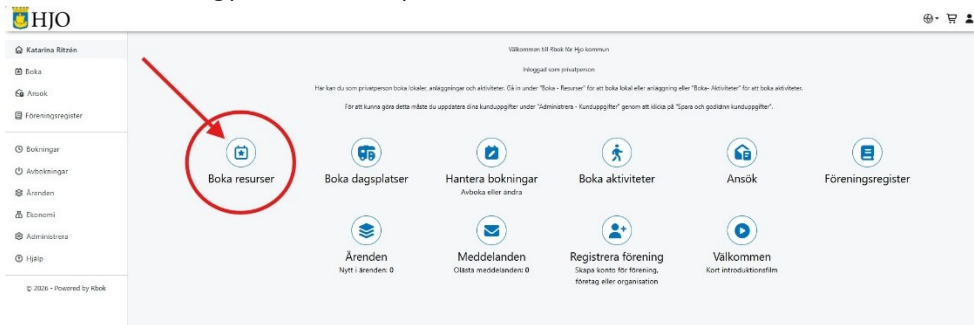 HJO
Katarina Ritzén
Boka
Ansök
Föreningsregister
Bokningar
Avbokningar
Ärenden
Ekonomi
Administrera
Hjälp
© 2026 - Powered by Rbok
Välkommen till Rbok för Hjo kommun
Inloggad som privatperson
Här kan du som privatperson boka lokaler, anläggningar och aktiviteter. Gå in under "Boka - Resurser" för att boka lokal eller anläggning eller "Boka- Aktiviteter" för att boka aktiviteter.
För att kunna göra detta måste du uppdatera dina kunduppgifter under "Administrera - Kunduppgifter" genom att klicka på "Spara och godkänn kunduppgifter".
Boka resurser
Boka dagsplatser
Hantera bokningar
Avboka eller ändra
Boka aktiviteter
Ansök
Föreningsregister
Ärenden
Nytt i ärenden: 0
Meddelanden
Olästa meddelanden: 0
Registrera förening
Skapa konto för förening,
företag eller organisation
Välkommen
Kort introduktionsfilm